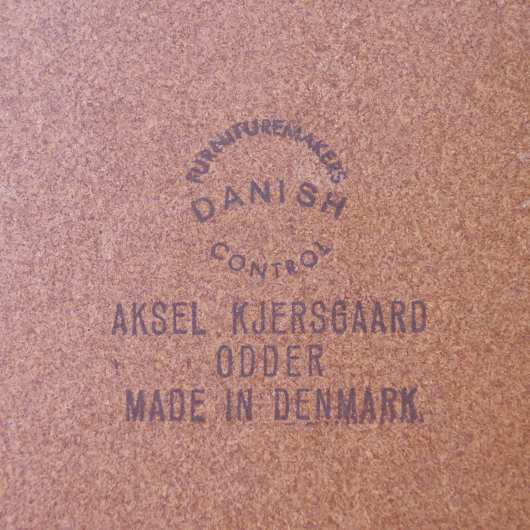 FURNITUREMAKERS
DANISH
CONTROL
AKSEL KJERSGAARD
ODDER
MADE IN DENMARK